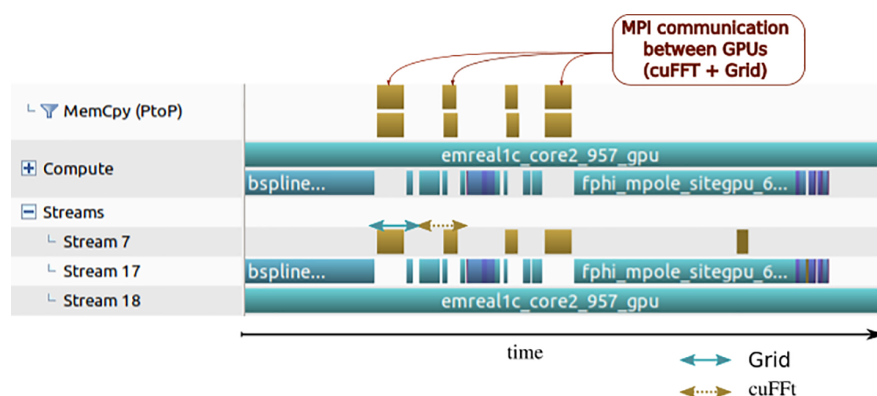 MPI communication
between GPUs
(cuFFT + Grid)
MemCpy (PtoP)
emreal1c_core2_957_gpu
Compute
bspline...
fphi_mpole_sitegpu_6...
Streams
Stream 7
Stream 17
bspline...
fphi_mpole_sitegpu_6...
Stream 18
emreal1c_core2_957_gpu
time
Grid
cuFFt